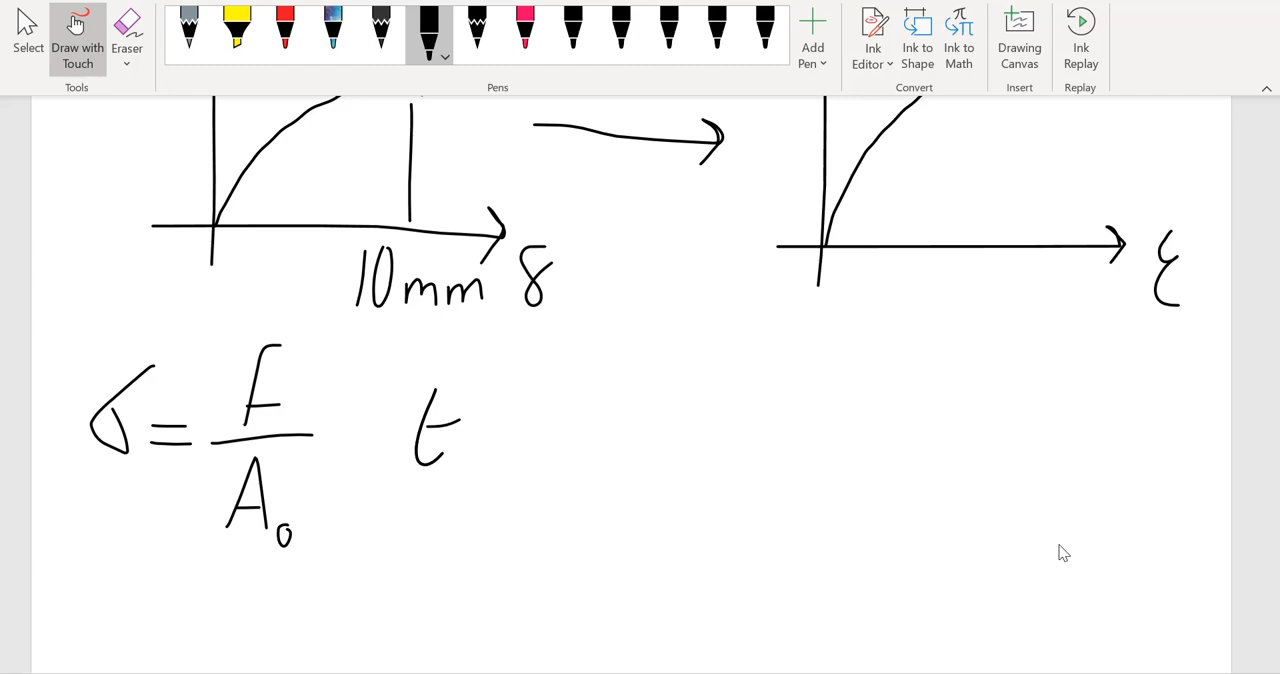 Select
Draw with Touch
Eraser
Tools
Pens
Add Pen
Ink Editor
Ink to Shape
Ink to Math
Convert
Drawing Canvas
Insert
Ink Replay
Replay
10mm δ
ε
σ = F / A₀
t